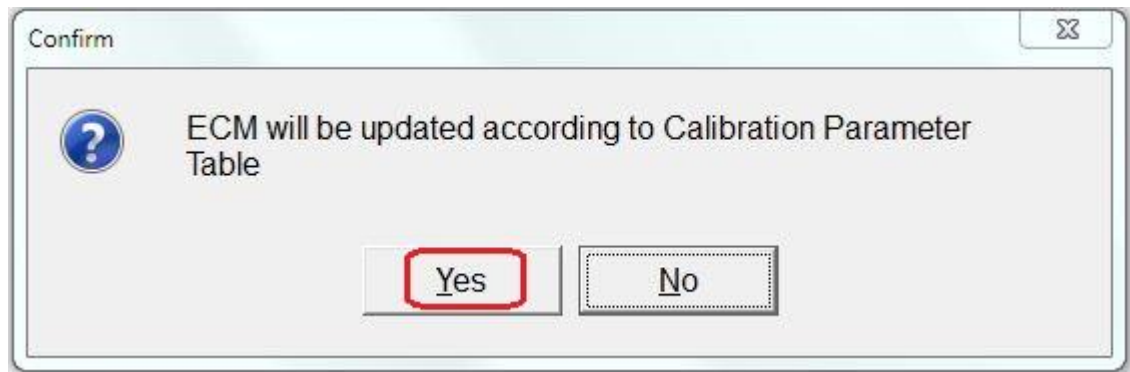 Confirm
ECM will be updated according to Calibration Parameter
Table
Yes
No